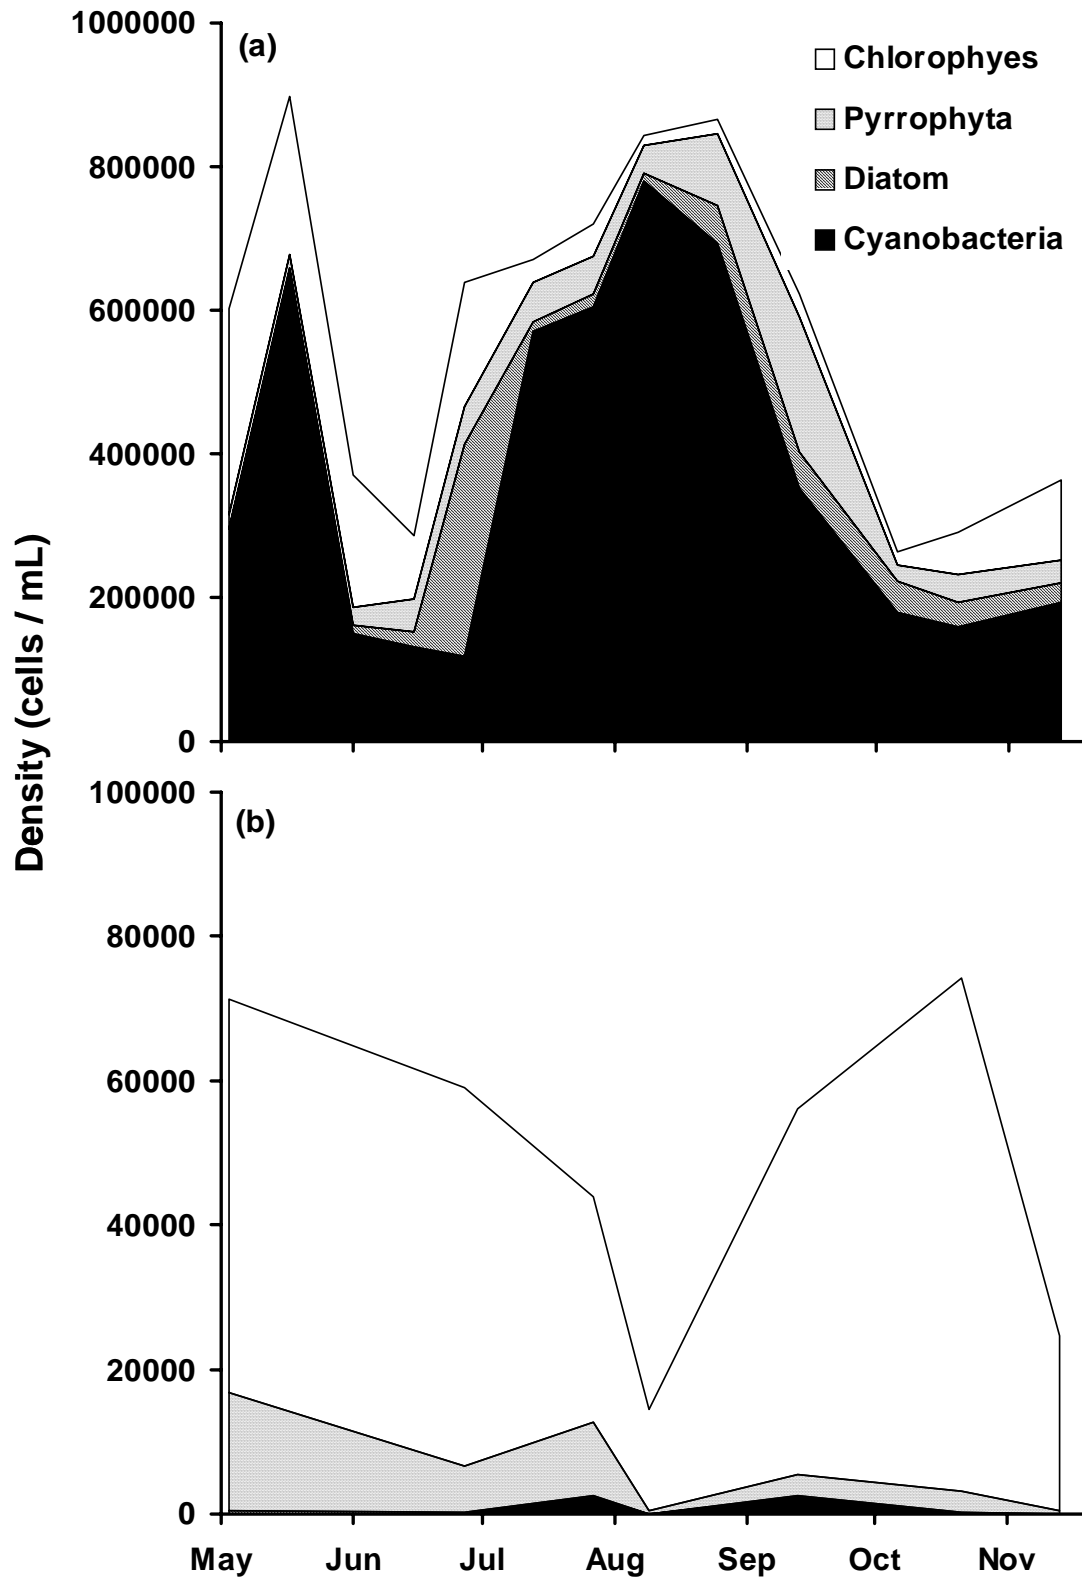 (a)
Chlorophyes
Pyrrophyta
Diatom
Cyanobacteria
1000000
800000
600000
400000
200000
0
Density (cells / mL)
(b)
100000
80000
60000
40000
20000
0
May Jun Jul Aug Sep Oct Nov